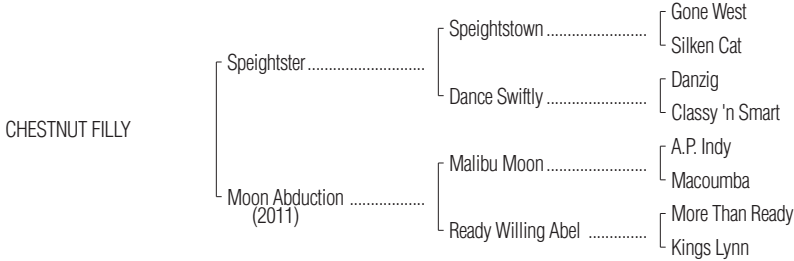 Gone West
Speightstown ........................
Silken Cat
Speightster ............................
Danzig
Dance Swiftly ........................
Classy 'n Smart
CHESTNUT FILLY
A.P. Indy
Malibu Moon ........................
Macoumba
Moon Abduction ..................
(2011)
More Than Ready
Ready Willing Abel ..............
Kings Lynn